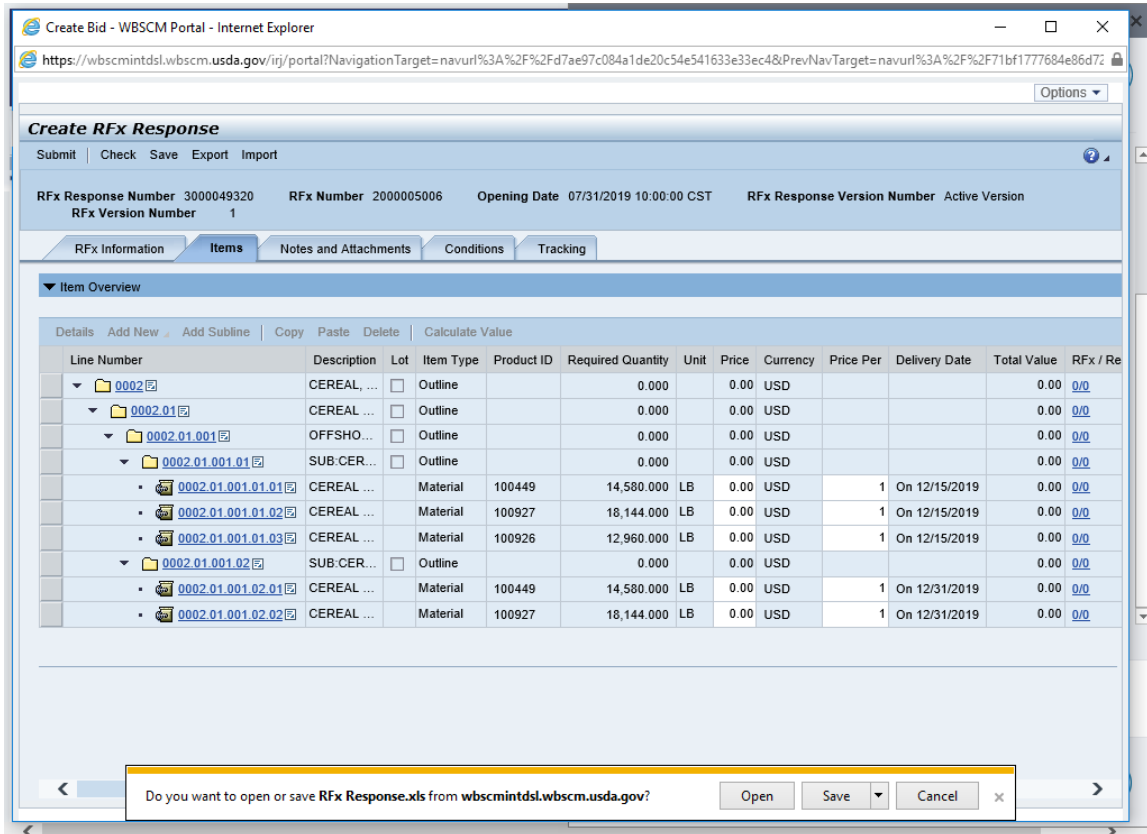 Create Bid - WBSCM Portal - Internet Explorer
https://wbscmintdsl.wbscm.usda.gov/irj/portal?NavigationTarget=navurl%3A%2F%2Fd7ae97c084a1de20c54e541633e33ec4&PrevNavTarget=navurl%3A%2F%2F71bf1777684e86d72
Options
Create RFx Response
Submit | Check Save Export Import
RFx Response Number 3000049320 RFx Number 2000005006 Opening Date 07/31/2019 10:00:00 CST RFx Response Version Number Active Version
RFx Version Number 1
RFx Information Items Notes and Attachments Conditions Tracking
Item Overview
Details Add New Add Subline | Copy Paste Delete | Calculate Value
Line Number Description Lot Item Type Product ID Required Quantity Unit Price Currency Price Per Delivery Date Total Value RFx / Re
0002 CEREAL, ... Outline 0.000 0.00 USD 0.00 0/0
0002.01 CEREAL ... Outline 0.000 0.00 USD 0.00 0/0
0002.01.001 OFFSHO... Outline 0.000 0.00 USD 0.00 0/0
0002.01.001.01 SUB:CER... Outline 0.000 0.00 USD 0.00 0/0
0002.01.001.01.01 CEREAL ... Material 100449 14,580.000 LB 0.00 USD 1 On 12/15/2019 0.00 0/0
0002.01.001.01.02 CEREAL ... Material 100927 18,144.000 LB 0.00 USD 1 On 12/15/2019 0.00 0/0
0002.01.001.01.03 CEREAL ... Material 100926 12,960.000 LB 0.00 USD 1 On 12/15/2019 0.00 0/0
0002.01.001.02 SUB:CER... Outline 0.000 0.00 USD 0.00 0/0
0002.01.001.02.01 CEREAL ... Material 100449 14,580.000 LB 0.00 USD 1 On 12/31/2019 0.00 0/0
0002.01.001.02.02 CEREAL ... Material 100927 18,144.000 LB 0.00 USD 1 On 12/31/2019 0.00 0/0
Do you want to open or save RFx Response.xls from wbscmintdsl.wbscm.usda.gov? Open Save Cancel